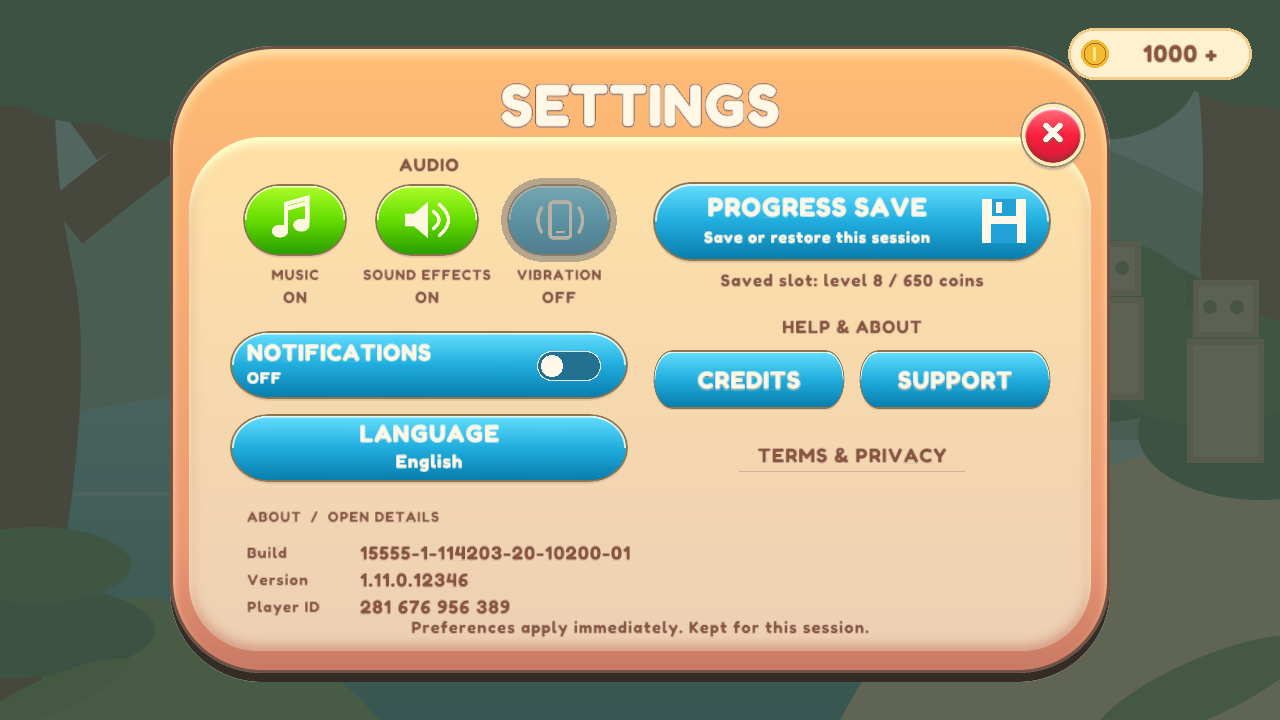 1000 +
SETTINGS
AUDIO
MUSIC
ON
SOUND EFFECTS
ON
VIBRATION
OFF
NOTIFICATIONS
OFF
LANGUAGE
English
PROGRESS SAVE
Save or restore this session
Saved slot: level 8 / 650 coins
HELP & ABOUT
CREDITS
SUPPORT
TERMS & PRIVACY
ABOUT / OPEN DETAILS
Build 15555-1-114203-20-10200-01
Version 1.11.0.12346
Player ID 281 676 956 389
Preferences apply immediately. Kept for this session.